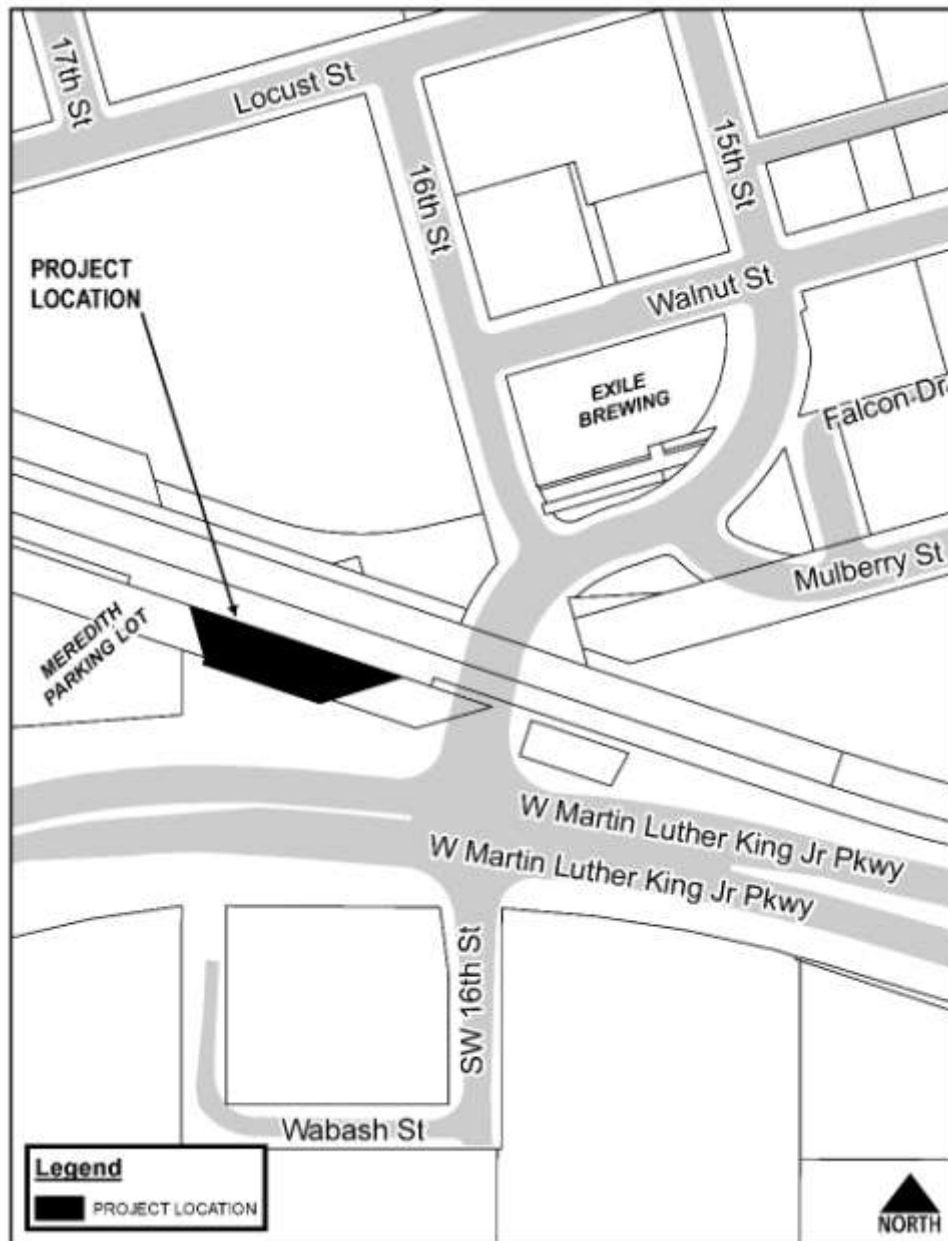 17th St
Locust St
16th St
15th St
PROJECT
LOCATION
Walnut St
EXILE
BREWING
Falcon Dr
Mulberry St
MEREDITH
PARKING LOT
W Martin Luther King Jr Pkwy
W Martin Luther King Jr Pkwy
SW 16th St
Wabash St
Legend
PROJECT LOCATION
NORTH